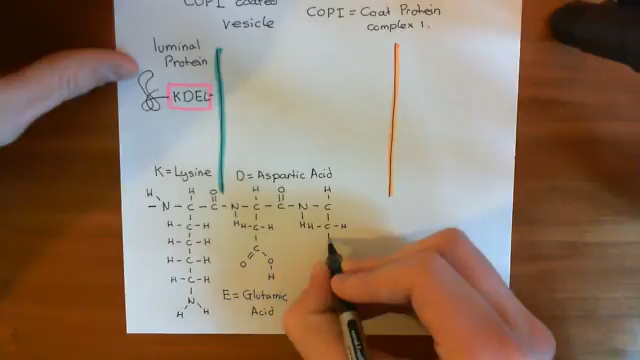 COPI coated
vesicle
COPI = Coat Protein
complex 1.
luminal
Protein
KDEL
K = Lysine
D = Aspartic Acid
H H O H O H
- N - C - C - N - C - C - N - C
H - C - H H H - C - H H H - C - H
H - C - H C
H - C - H O O
H - C - H H
N
H H
E = Glutamic
Acid